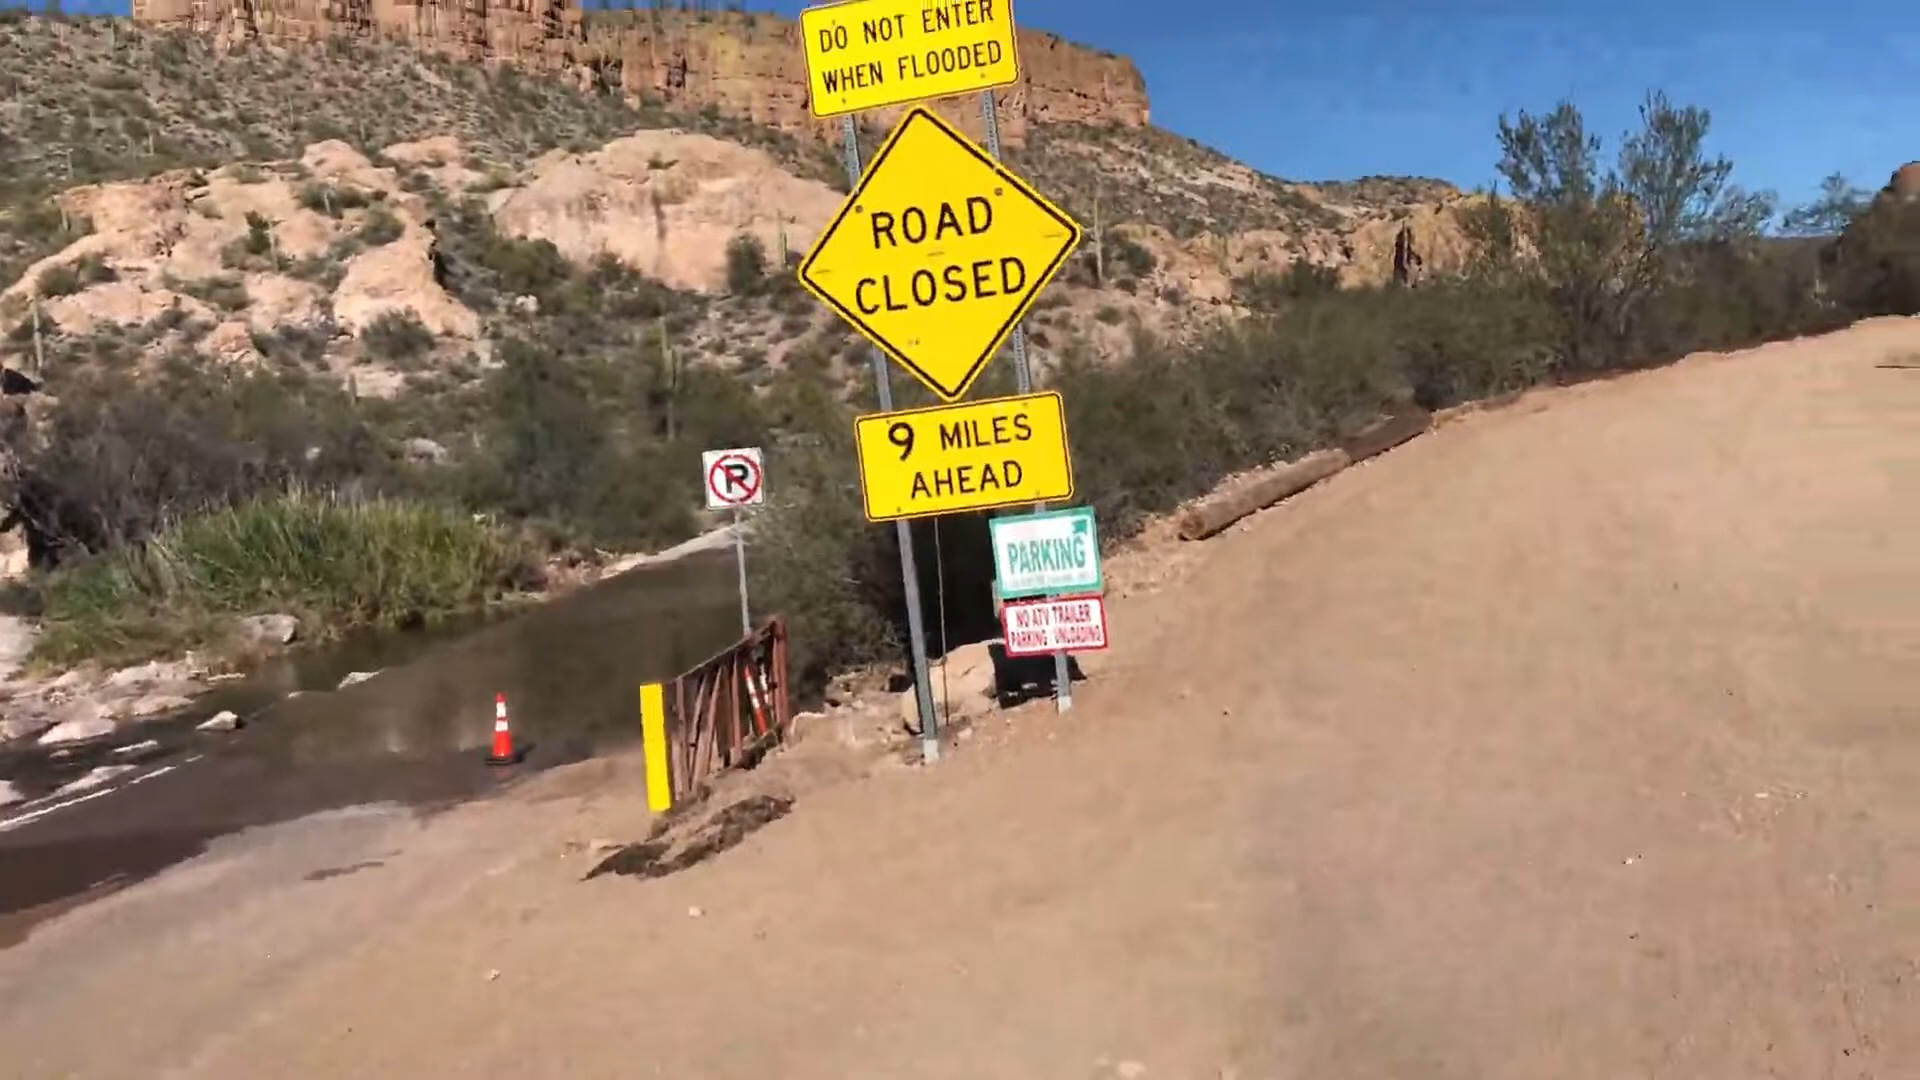 DO NOT ENTER
WHEN FLOODED
ROAD
CLOSED
9 MILES
AHEAD
P
PARKING
NO ATV TRAILER
PARKING / UNLOADING